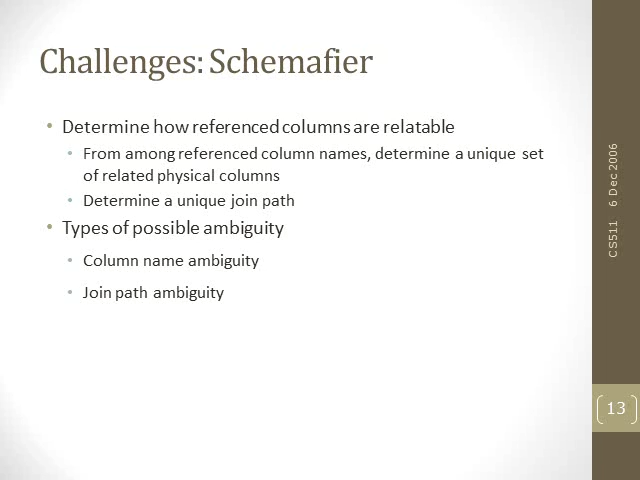 Challenges: Schemafier
• Determine how referenced columns are relatable
• From among referenced column names, determine a unique set
of related physical columns
• Determine a unique join path
• Types of possible ambiguity
• Column name ambiguity
• Join path ambiguity
CS511 6 Dec 2006
13